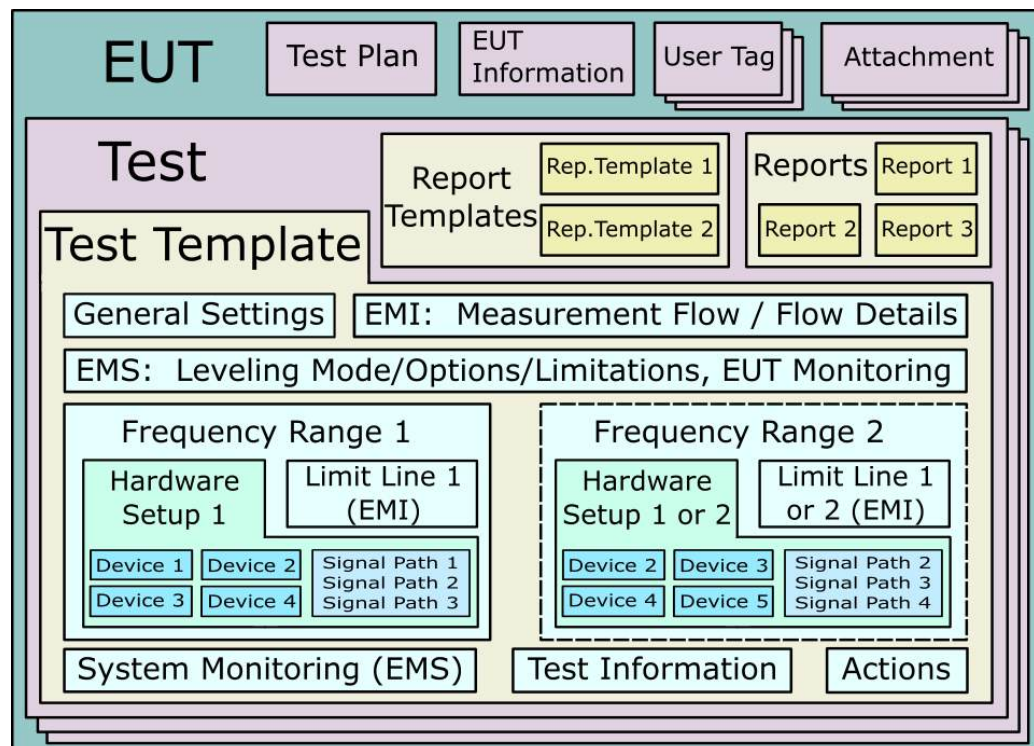 EUT
Test Plan
EUT
Information
User Tag
Attachment
Test
Report
Templates
Rep.Template 1
Rep.Template 2
Reports
Report 1
Report 2
Report 3
Test Template
General Settings
EMI:  Measurement Flow / Flow Details
EMS:  Leveling Mode/Options/Limitations, EUT Monitoring
Frequency Range 1
Hardware
Setup 1
Limit Line 1
(EMI)
Device 1
Device 2
Device 3
Device 4
Signal Path 1
Signal Path 2
Signal Path 3
Frequency Range 2
Hardware
Setup 1 or 2
Limit Line 1
or 2 (EMI)
Device 2
Device 3
Device 4
Device 5
Signal Path 2
Signal Path 3
Signal Path 4
System Monitoring (EMS)
Test Information
Actions